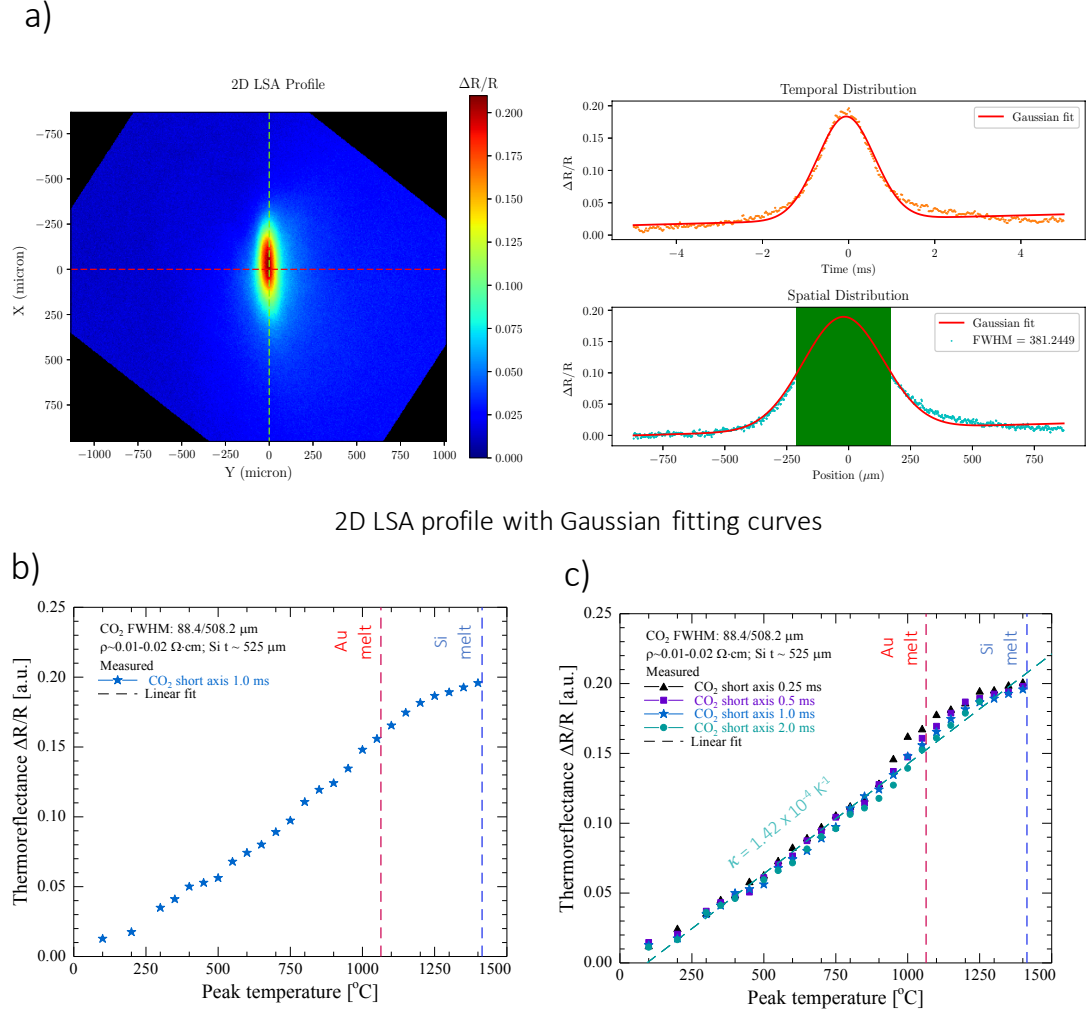 a)
2D LSA Profile
ΔR/R
X (micron)
−750
−500
−250
0
250
500
750
−1000 −750 −500 −250 0 250 500 750 1000
Y (micron)
0.200
0.175
0.150
0.125
0.100
0.075
0.050
0.025
0.000
Temporal Distribution
ΔR/R
0.20
0.15
0.10
0.05
0.00
Gaussian fit
−4 −2 0 2 4
Time (ms)
Spatial Distribution
ΔR/R
0.20
0.15
0.10
0.05
0.00
Gaussian fit
FWHM = 381.2449
−750 −500 −250 0 250 500 750
Position (μm)
2D LSA profile with Gaussian fitting curves
b)
Thermoreflectance ΔR/R [a.u.]
0.25
0.20
0.15
0.10
0.05
0.00
CO₂ FWHM: 88.4/508.2 μm
ρ~0.01-0.02 Ω·cm; Si t ~ 525 μm
Measured
CO₂ short axis 1.0 ms
Linear fit
Au
melt
Si
melt
0 250 500 750 1000 1250 1500
Peak temperature [°C]
c)
Thermoreflectance ΔR/R [a.u.]
0.25
0.20
0.15
0.10
0.05
0.00
CO₂ FWHM: 88.4/508.2 μm
ρ~0.01-0.02 Ω·cm; Si t ~ 525 μm
Measured
CO₂ short axis 0.25 ms
CO₂ short axis 0.5 ms
CO₂ short axis 1.0 ms
CO₂ short axis 2.0 ms
Linear fit
κ = 1.42 x 10⁻⁴ K⁻¹
Au
melt
Si
melt
0 250 500 750 1000 1250 1500
Peak temperature [°C]